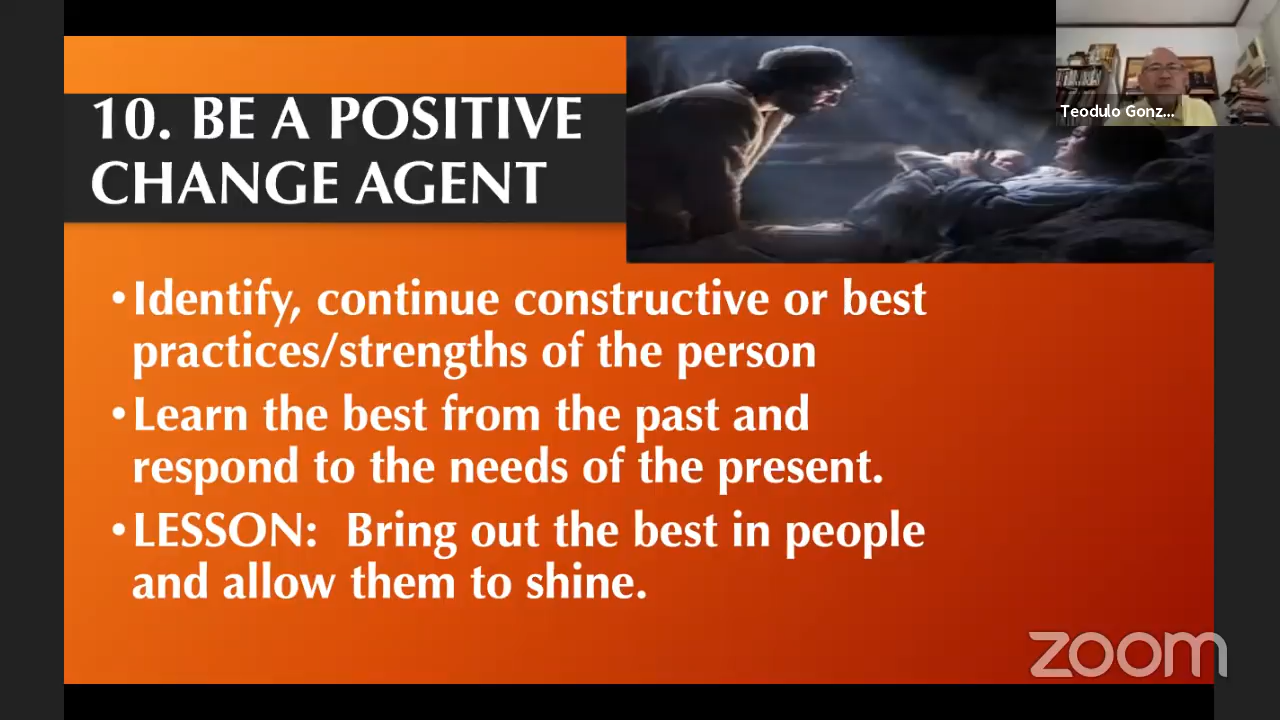 10. BE A POSITIVE
CHANGE AGENT
Teodulo Gonz...
•Identify, continue constructive or best
practices/strengths of the person
•Learn the best from the past and
respond to the needs of the present.
•LESSON:  Bring out the best in people
and allow them to shine.
zoom